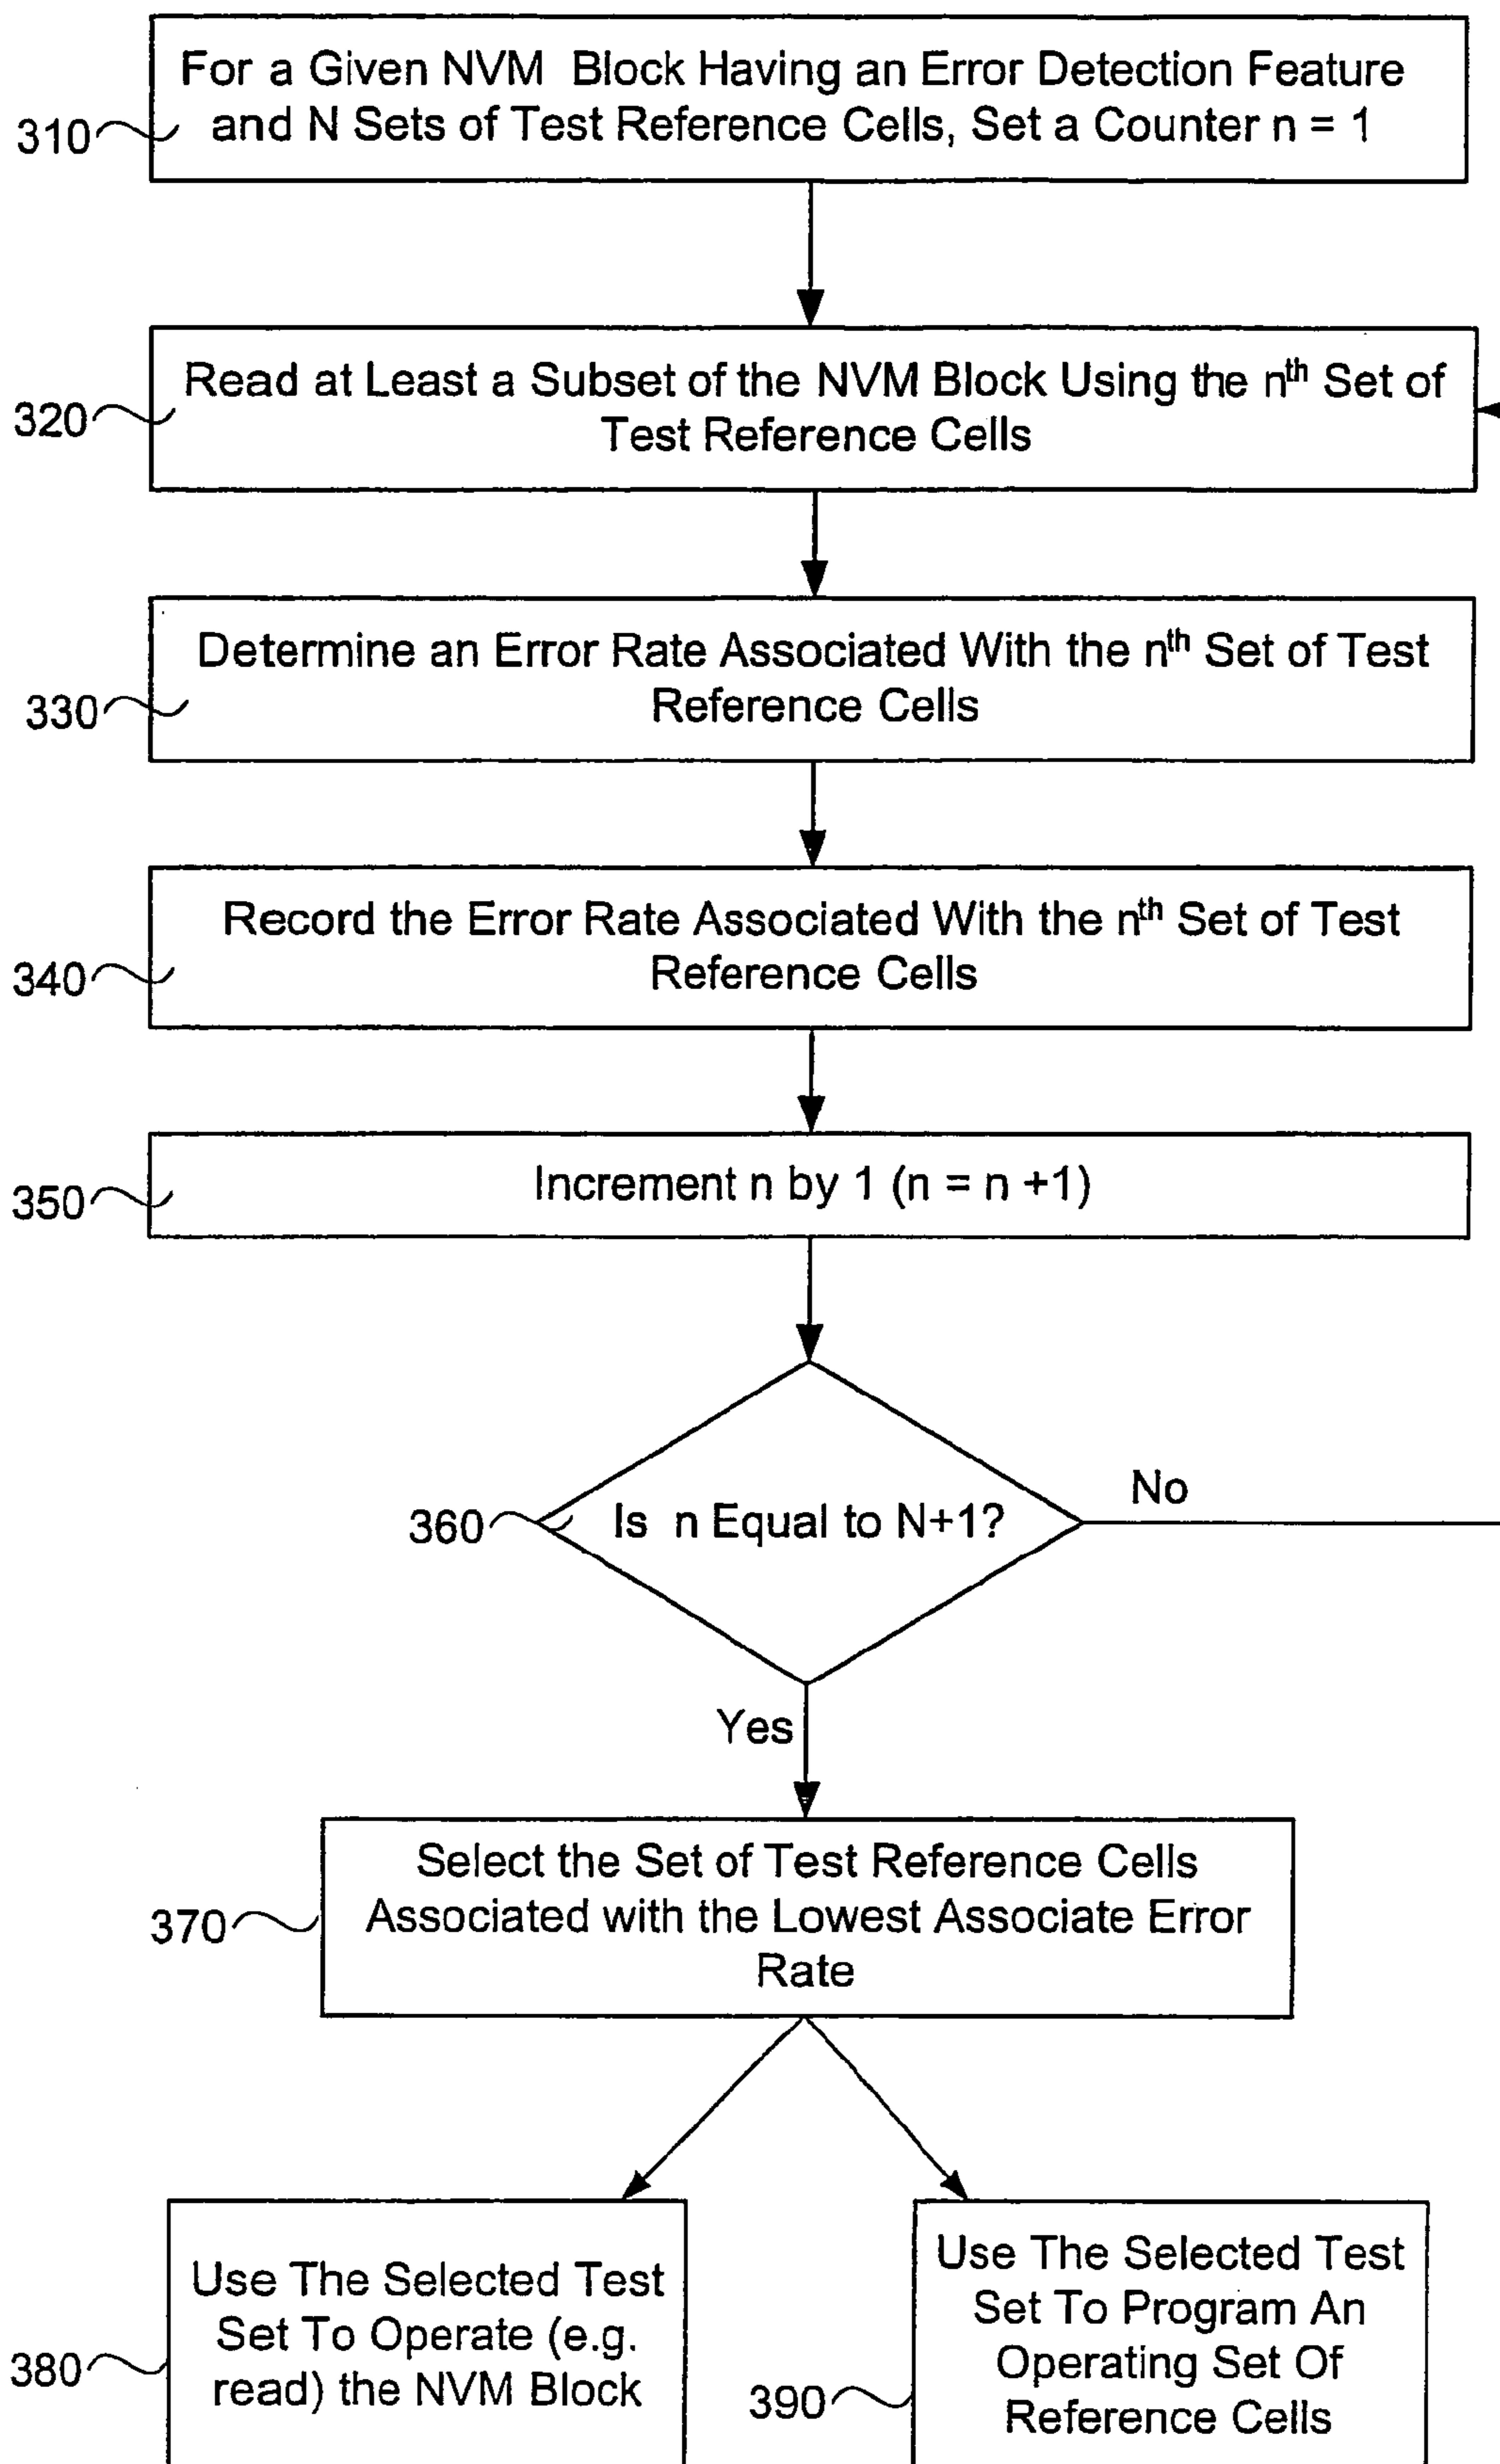 For a Given NVM Block Having an Error Detection Feature
and N Sets of Test Reference Cells, Set a Counter n = 1
310
Read at Least a Subset of the NVM Block Using the nth Set of
Test Reference Cells
320
Determine an Error Rate Associated With the nth Set of Test
Reference Cells
330
Record the Error Rate Associated With the nth Set of Test
Reference Cells
340
Increment n by 1 (n = n +1)
350
Is n Equal to N+1?
360
No
Yes
Select the Set of Test Reference Cells
Associated with the Lowest Associate Error
Rate
370
Use The Selected Test
Set To Operate (e.g.
read) the NVM Block
380
Use The Selected Test
Set To Program An
Operating Set Of
Reference Cells
390